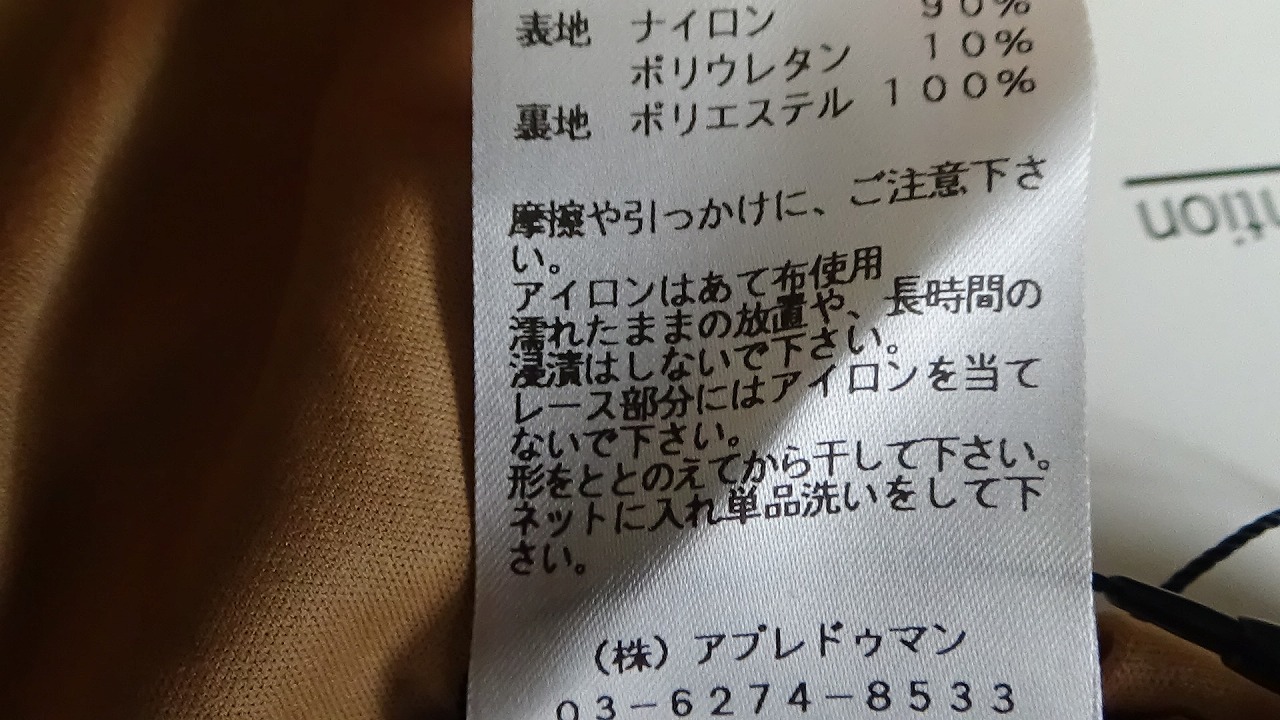 表地 ナイロン 90%
ポリウレタン 10%
裏地 ポリエステル 100%
摩擦や引っかけに、ご注意下さ
い。
アイロンはあて布使用
濡れたままの放置や、長時間の
浸漬はしないで下さい。
レース部分にはアイロンを当て
ないで下さい。
形をととのえてから干して下さい。
ネットに入れ単品洗いをして下
さい。
(株)アプレドゥマン
03-6274-8533
ntion